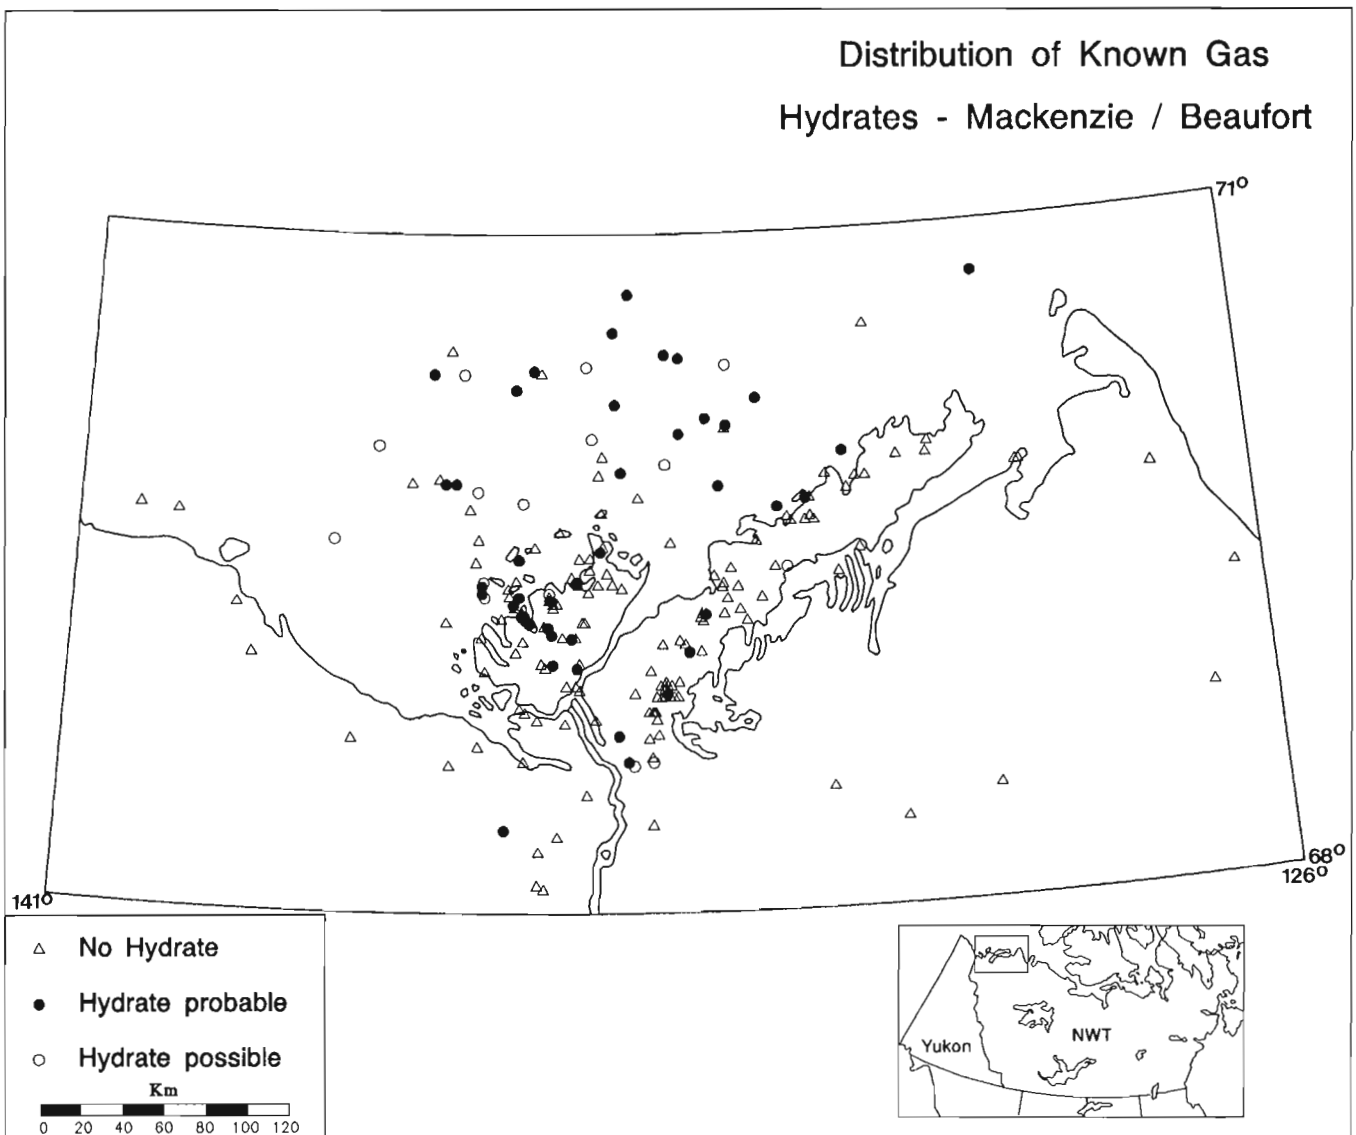 Distribution of Known Gas
Hydrates - Mackenzie / Beaufort
71°
68°
126°
141°
No Hydrate
Hydrate probable
Hydrate possible
Km
0 20 40 60 80 100 120
Yukon
NWT